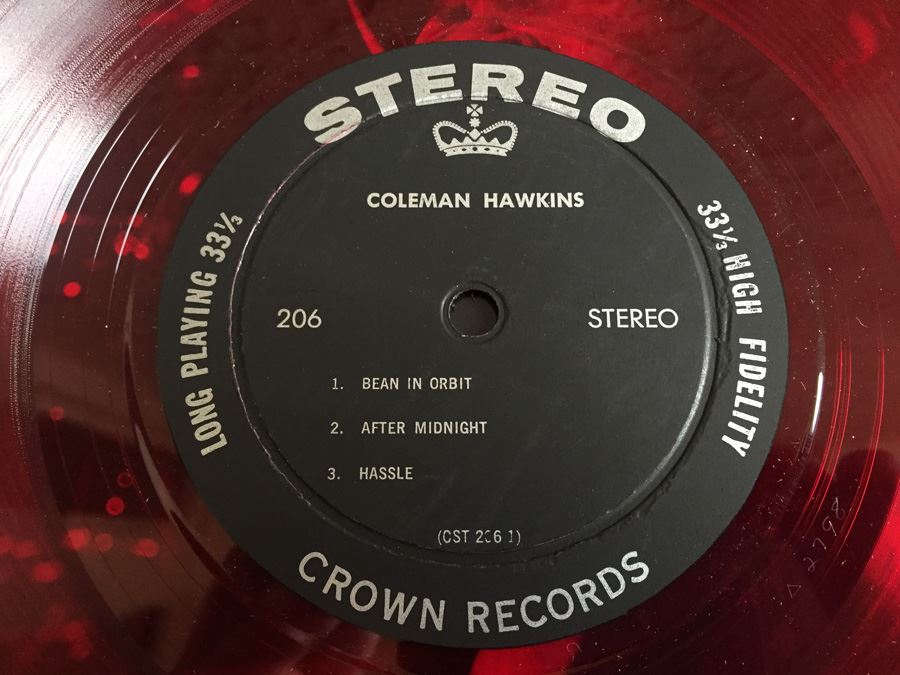 STEREO
COLEMAN HAWKINS
LONG PLAYING 33⅓
33⅓ HIGH FIDELITY
206
STEREO
1. BEAN IN ORBIT
2. AFTER MIDNIGHT
3. HASSLE
(CST 206 1)
CROWN RECORDS
Δ 2798